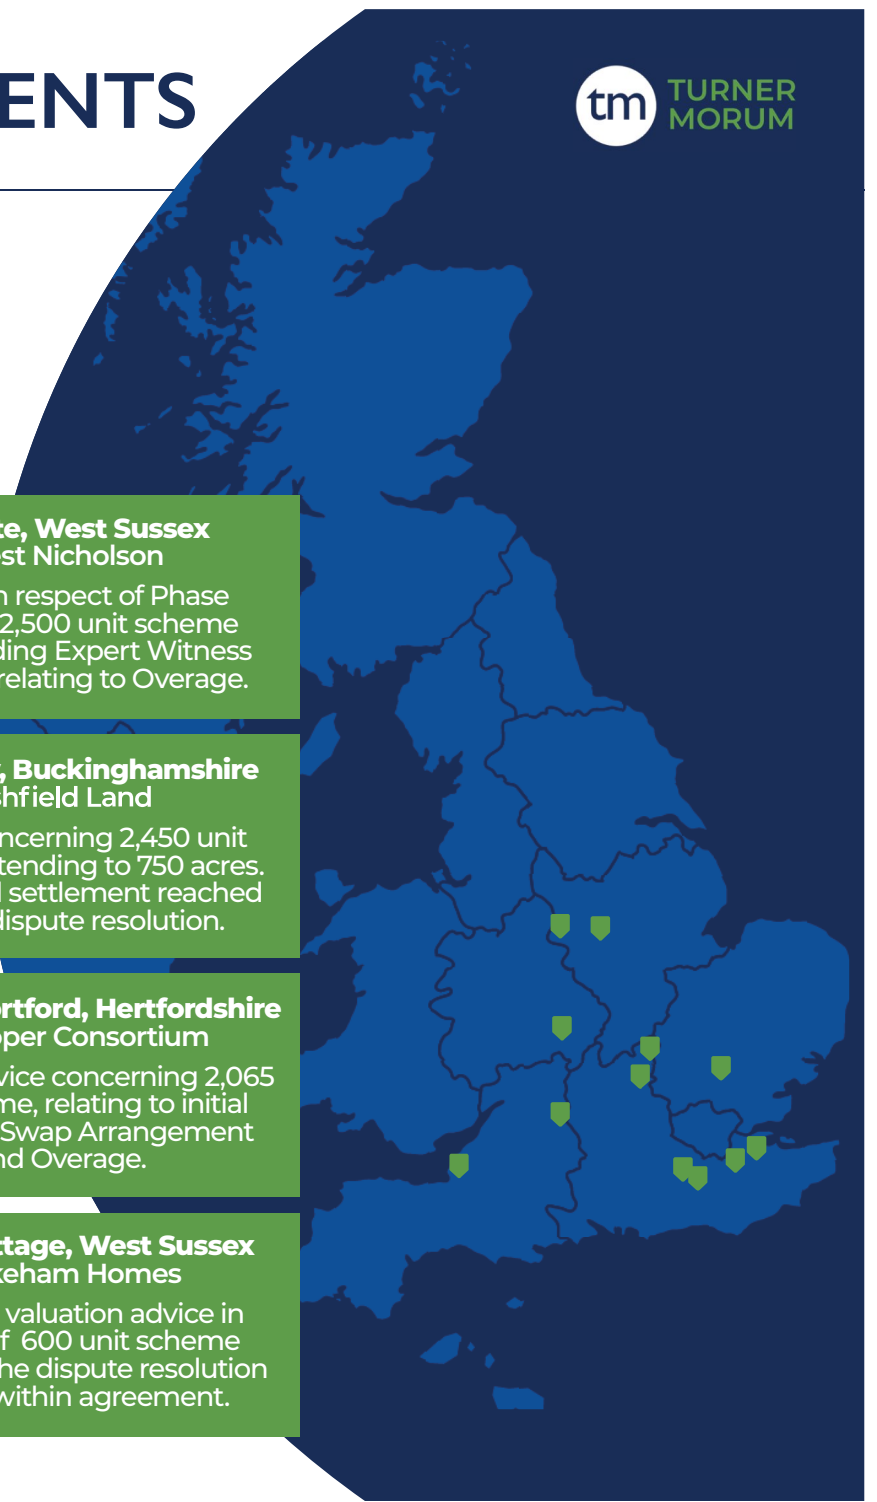 ENTS
tm TURNER
MORUM
te, West Sussex
est Nicholson
n respect of Phase
2,500 unit scheme
ding Expert Witness
relating to Overage.
, Buckinghamshire
shfield Land
ncerning 2,450 unit
tending to 750 acres.
l settlement reached
dispute resolution.
rtford, Hertfordshire
per Consortium
vice concerning 2,065
me, relating to initial
Swap Arrangement
nd Overage.
ttage, West Sussex
keham Homes
valuation advice in
f 600 unit scheme
he dispute resolution
within agreement.